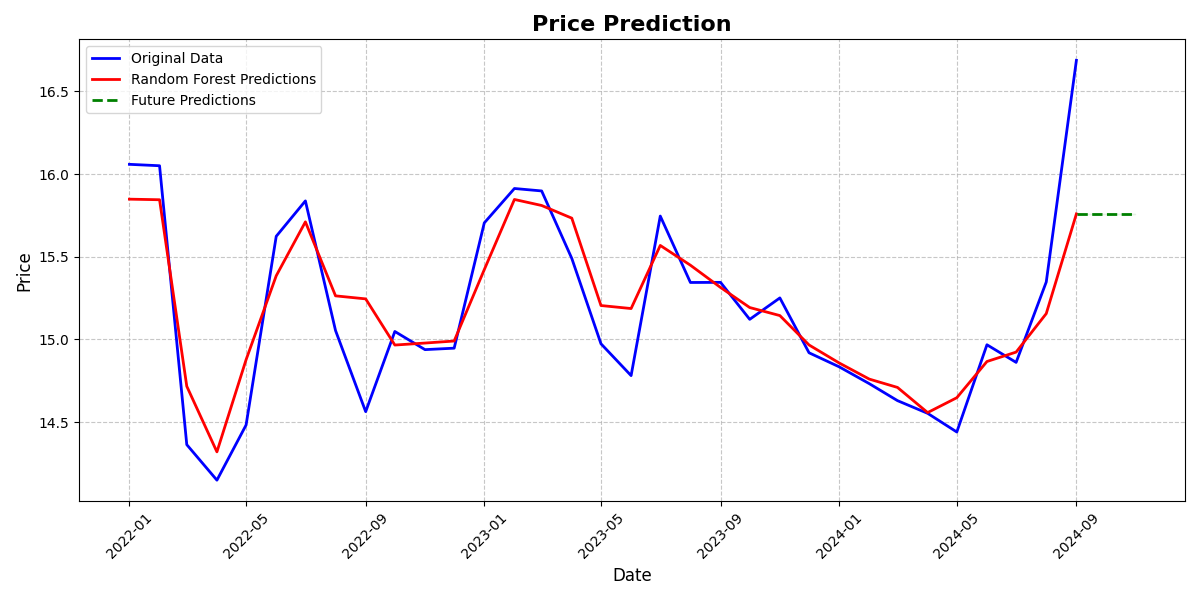 Price Prediction
Original Data
Random Forest Predictions
Future Predictions
Price
16.5
16.0
15.5
15.0
14.5
2022-01
2022-05
2022-09
2023-01
2023-05
2023-09
2024-01
2024-05
2024-09
Date